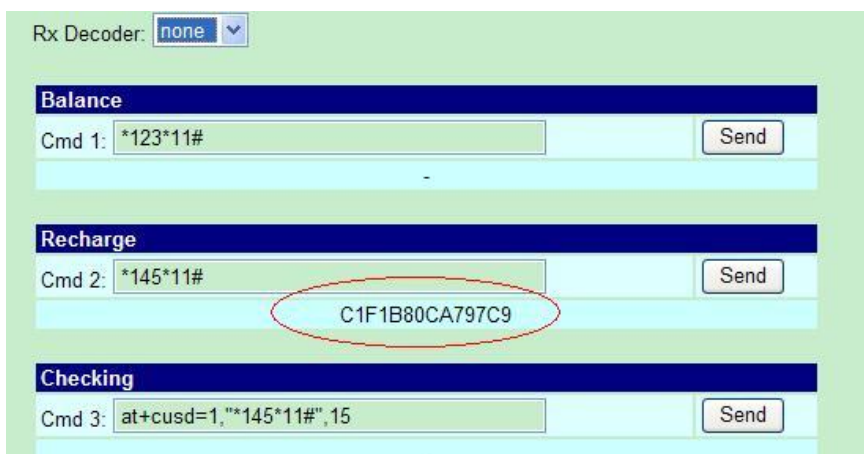 Rx Decoder: none
Balance
Cmd 1: *123*11# Send
-
Recharge
Cmd 2: *145*11# Send
C1F1B80CA797C9
Checking
Cmd 3: at+cusd=1,"*145*11#",15 Send